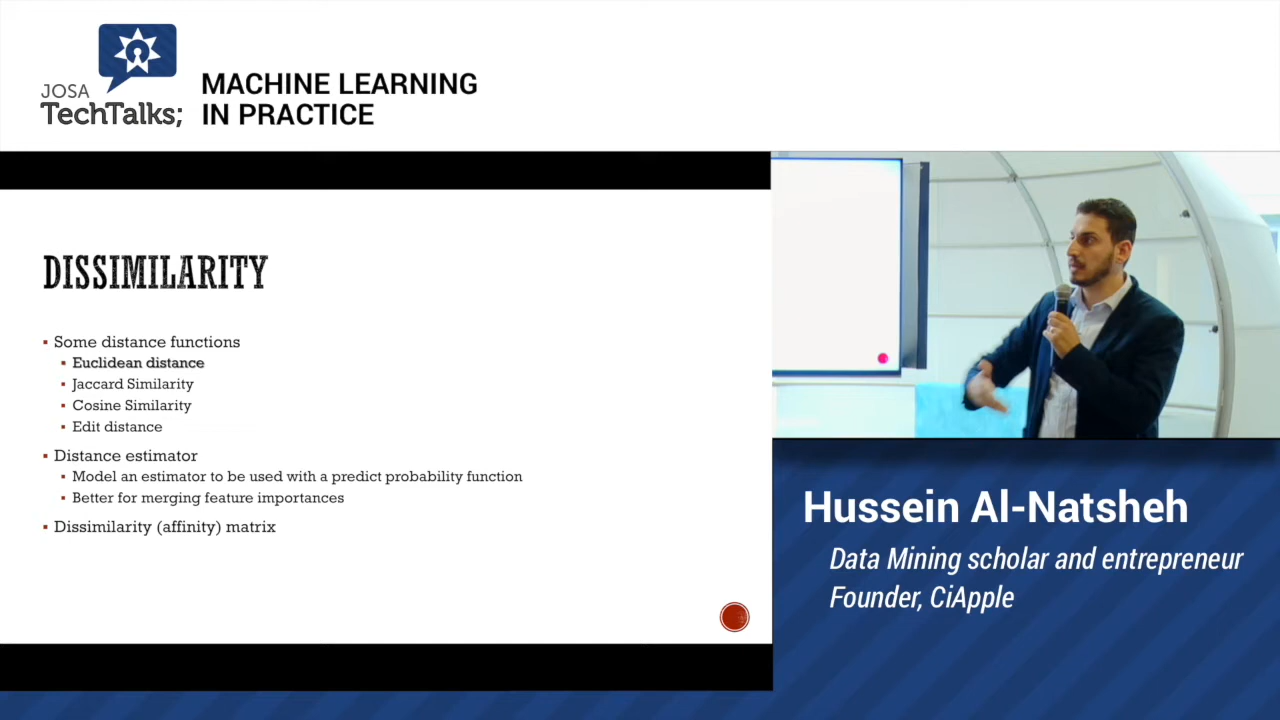 JOSA
TechTalks;
MACHINE LEARNING
IN PRACTICE
DISSIMILARITY
▪ Some distance functions
▪ Euclidean distance
▪ Jaccard Similarity
▪ Cosine Similarity
▪ Edit distance
▪ Distance estimator
▪ Model an estimator to be used with a predict probability function
▪ Better for merging feature importances
▪ Dissimilarity (affinity) matrix
Hussein Al-Natsheh
Data Mining scholar and entrepreneur
Founder, CiApple